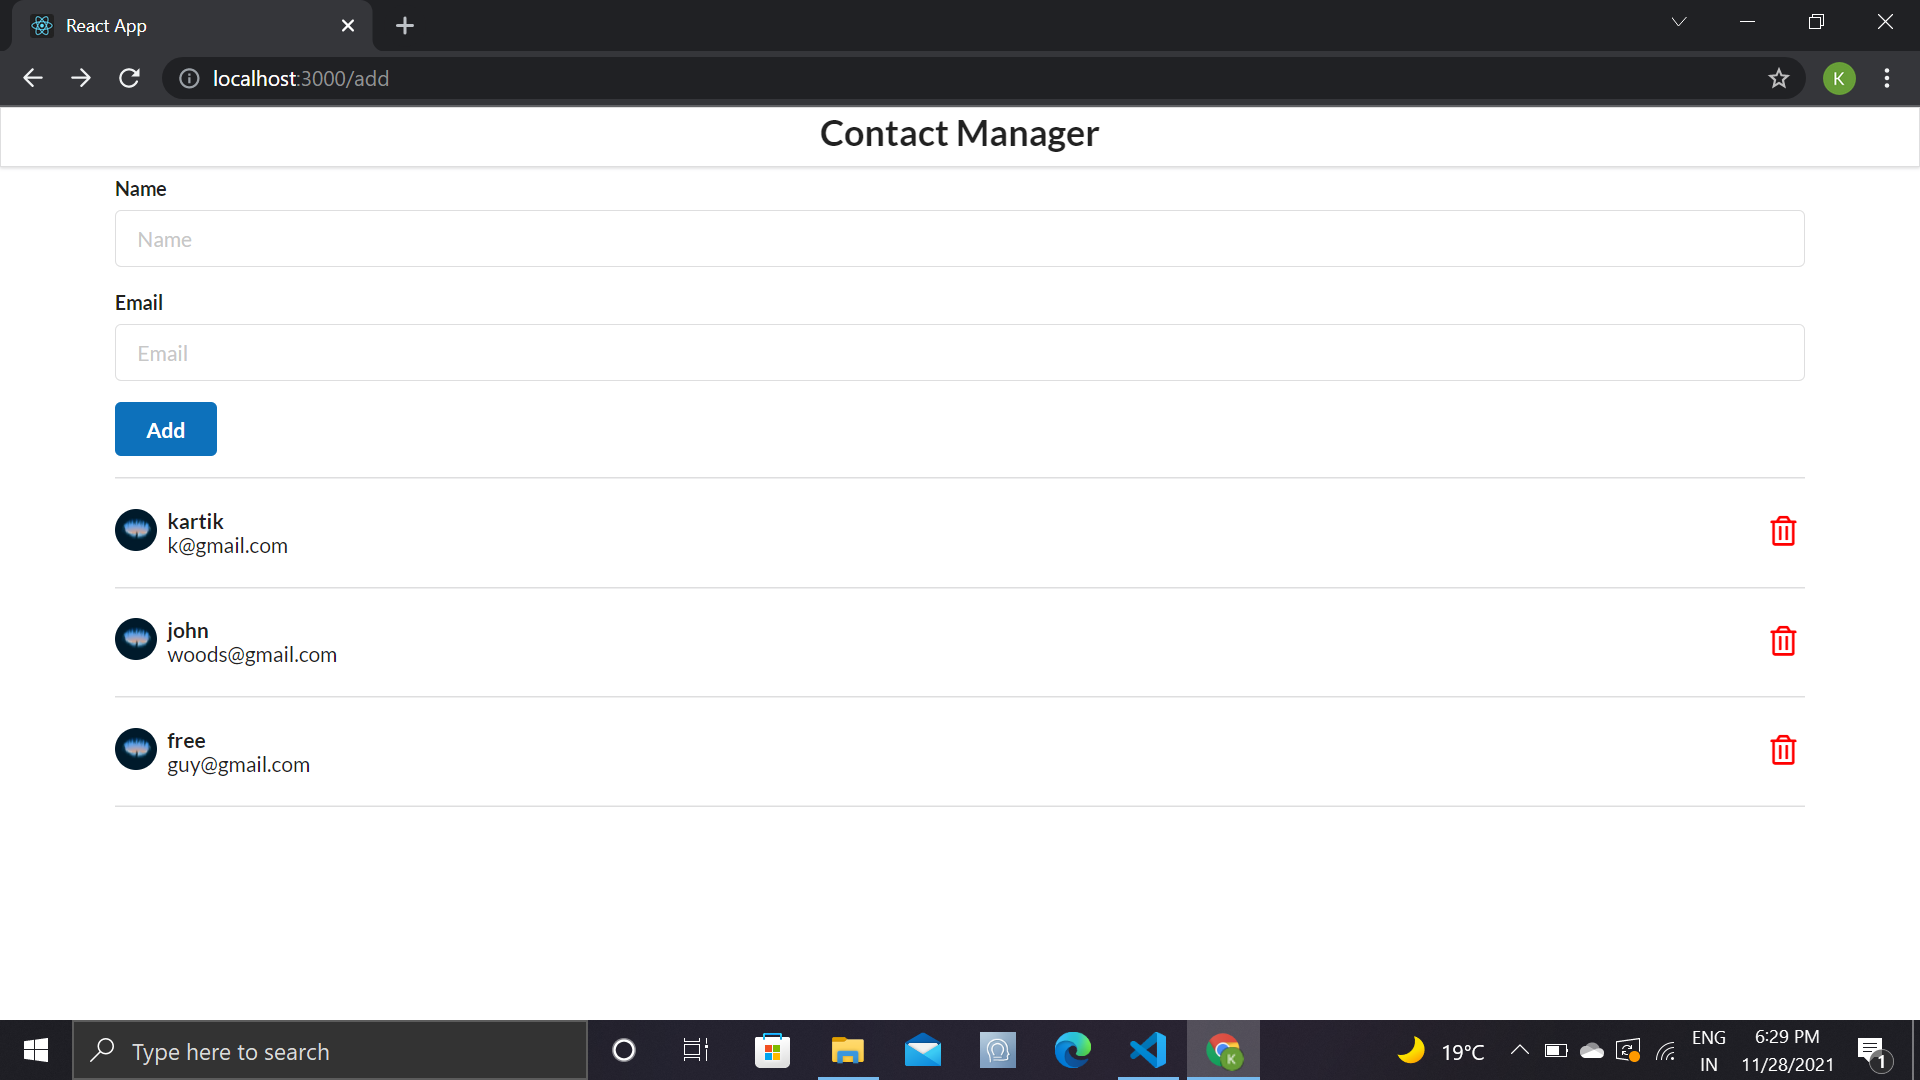 React App
localhost:3000/add
K
Contact Manager
Name
Name
Email
Email
Add
kartik
k@gmail.com
john
woods@gmail.com
free
guy@gmail.com
Type here to search
K
19°C
ENG
IN
6:29 PM
11/28/2021
1